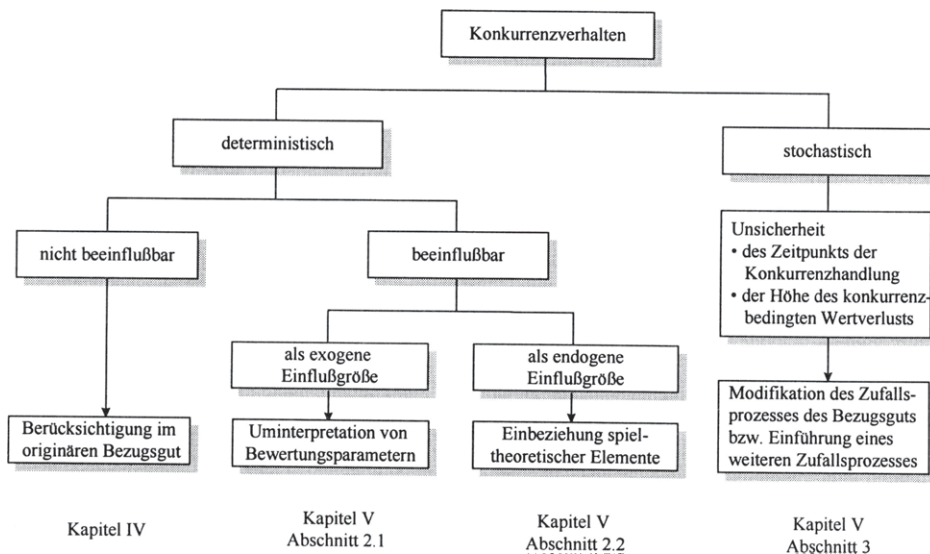 Konkurrenzverhalten
deterministisch
stochastisch
nicht beeinflußbar
beeinflußbar
Unsicherheit
• des Zeitpunkts der
Konkurrenzhandlung
• der Höhe des konkurrenz-
bedingten Wertverlusts
als exogene
Einflußgröße
als endogene
Einflußgröße
Berücksichtigung im
originären Bezugsgut
Uminterpretation von
Bewertungsparametern
Einbeziehung spiel-
theoretischer Elemente
Modifikation des Zufalls-
prozesses des Bezugsguts
bzw. Einführung eines
weiteren Zufallsprozesses
Kapitel IV
Kapitel V
Abschnitt 2.1
Kapitel V
Abschnitt 2.2
Kapitel V
Abschnitt 3